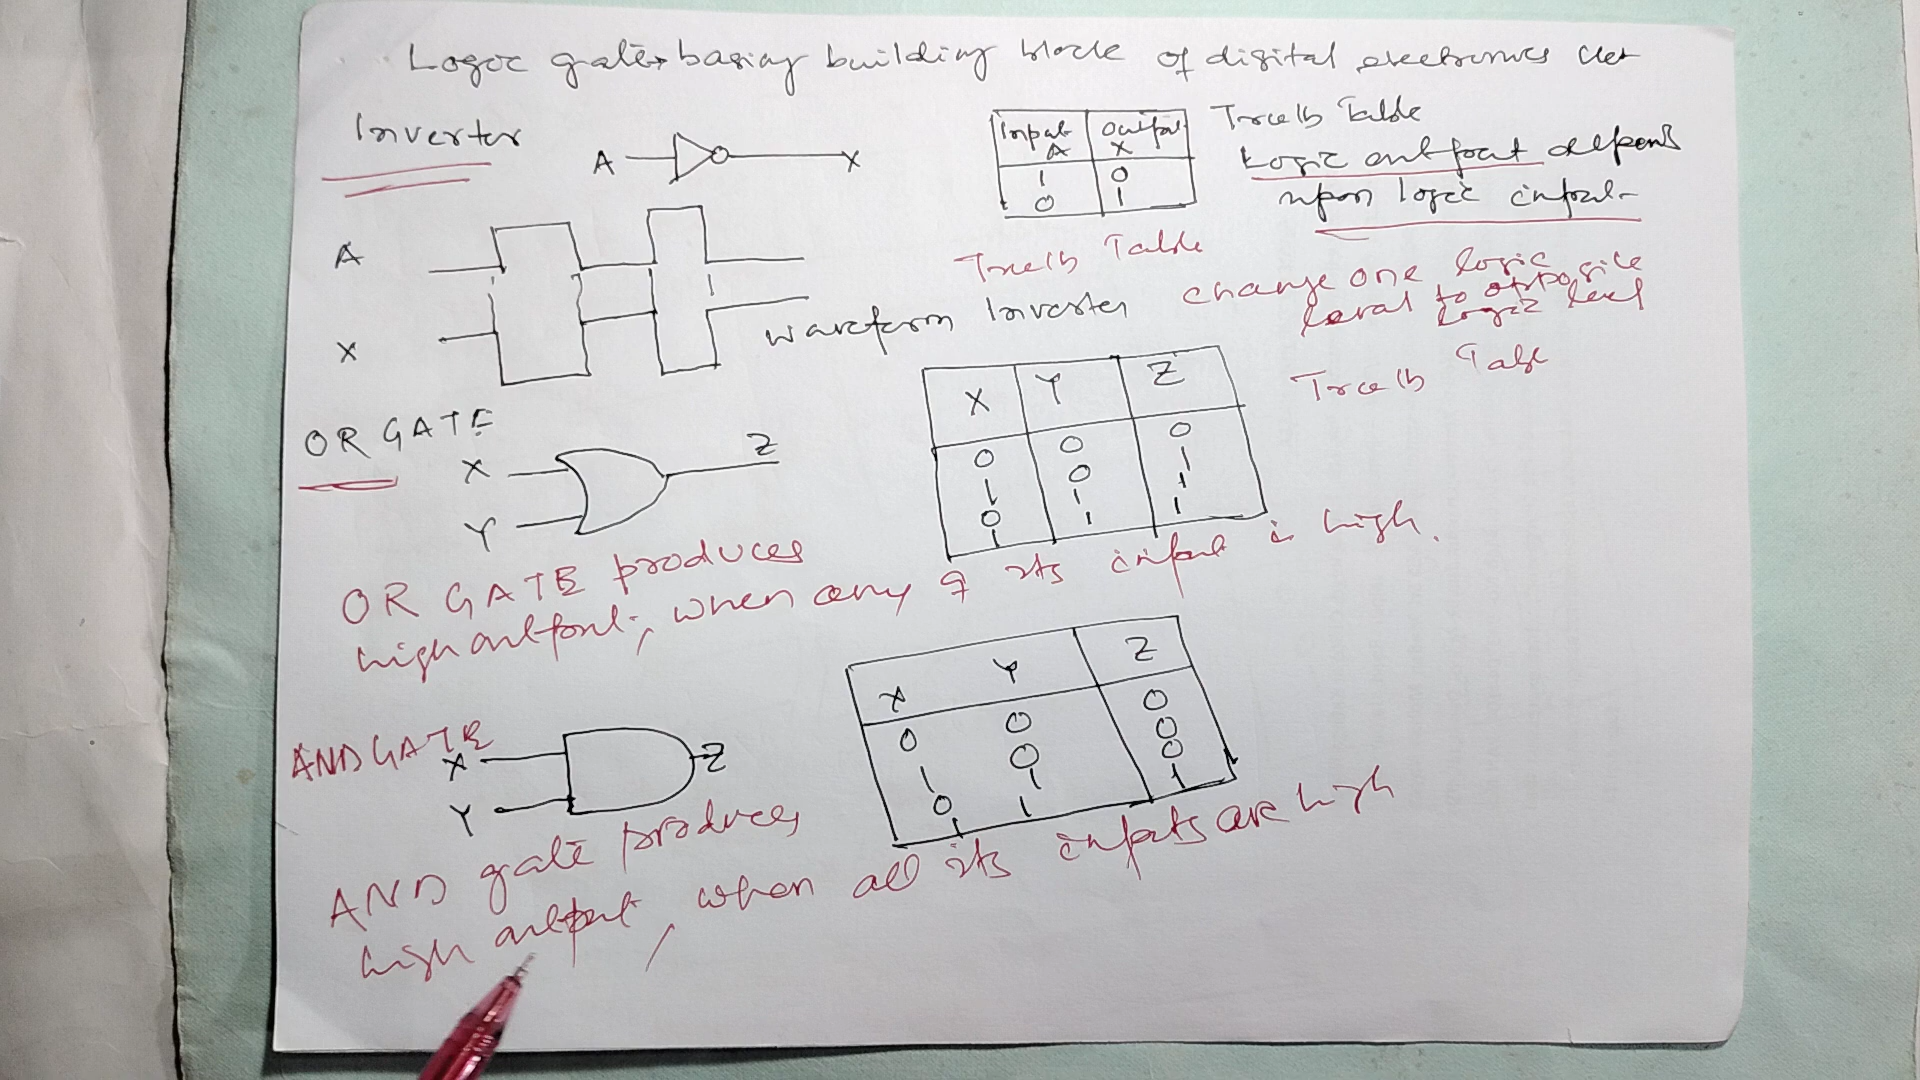 Logic gate, basic building block of digital electronics
Inverter
A X
Input Output
A X
1 0
0 1
Truth Table
Logic output depend
upon logic input
A
X
Truth Table
waveform Inverter change one logic
level to opposite
logic level
OR GATE
X
Y
Z
X Y Z
0 0 0
1 0 1
0 1 1
1 1 1
Truth Table
OR GATE produces
high output, when any of its input is high.
AND GATE
X
Y
Z
X Y Z
0 0 0
1 0 0
0 1 0
1 1 1
AND gate produces
high output, when all its inputs are high